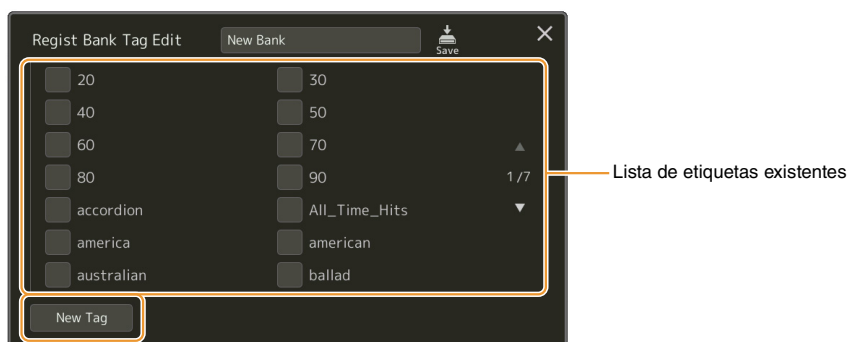 Regist Bank Tag Edit New Bank Save
20 30
40 50
60 70
80 90 1/7
accordion All_Time_Hits
america american
australian ballad
New Tag
Lista de etiquetas existentes